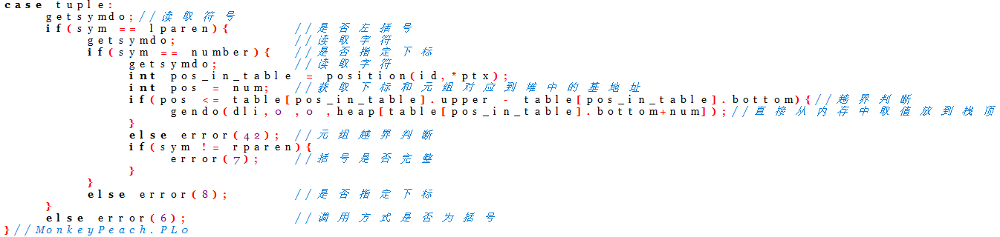 case tuple:
getsymdo;//读取符号
if(sym == lparen){ //是否左括号
getsymdo; //读取字符
if(sym == number){ //是否指定下标
getsymdo; //读取字符
int pos_in_table = position(id,*ptx);
int pos = num; //获取下标和元组对应到堆中的基地址
if(pos <= table[pos_in_table].upper - table[pos_in_table].bottom){//越界判断
gendo(dli,0,0,heap[table[pos_in_table].bottom+num]);//直接从内存中取值放到栈顶
}
else error(42); //元组越界判断
if(sym != rparen){
error(7); //括号是否完整
}
}
else error(8); //是否指定下标
}
else error(6); //调用方式是否为括号
}//MonkeyPeach.PL0